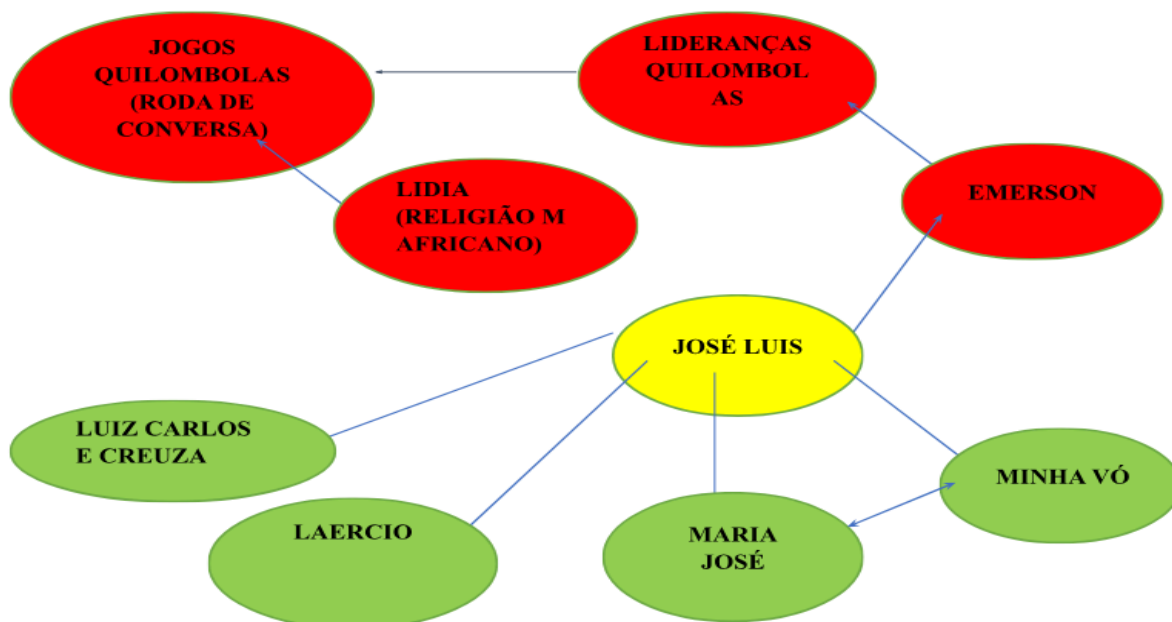 JOGOS
QUILOMBOLAS
(RODA DE
CONVERSA)
LIDERANÇAS
QUILOMBOL
AS
EMERSON
LIDIA
(RELIGIÃO M
AFRICANO)
JOSÉ LUIS
LUIZ CARLOS
E CREUZA
LAERCIO
MARIA
JOSÉ
MINHA VÓ